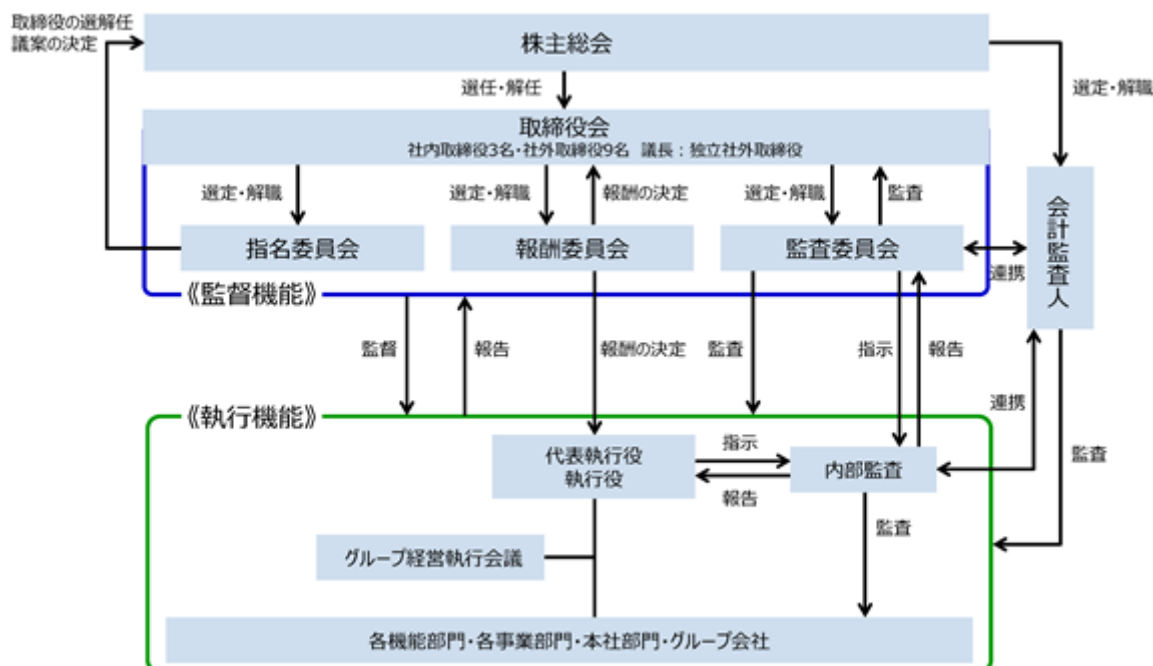 取締役の選解任
議案の決定
株主総会
選任・解任
選定・解職
取締役会
社内取締役3名・社外取締役9名 議長：独立社外取締役
選定・解職
選定・解職
報酬の決定
選定・解職
監査
会計監査人
指名委員会
報酬委員会
監査委員会
連携
《監督機能》
監督
報告
報酬の決定
監査
指示
報告
連携
《執行機能》
代表執行役
執行役
指示
報告
内部監査
監査
監査
グループ経営執行会議
各機能部門・各事業部門・本社部門・グループ会社